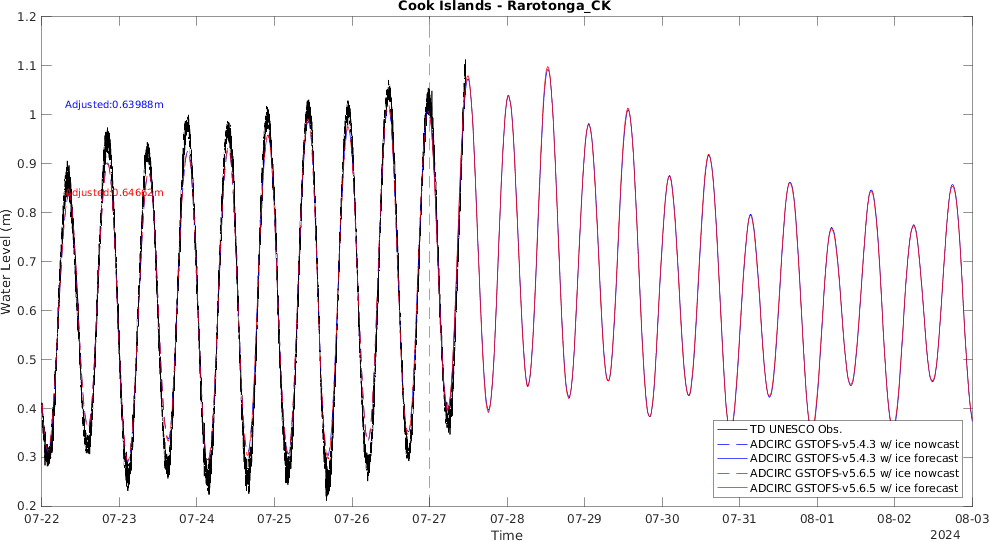 Cook Islands - Rarotonga_CK
Water Level (m)
1.2
1.1
1
0.9
0.8
0.7
0.6
0.5
0.4
0.3
0.2
Adjusted:0.63988m
Adjusted:0.64662m
TD UNESCO Obs.
ADCIRC GSTOFS-v5.4.3 w/ ice nowcast
ADCIRC GSTOFS-v5.4.3 w/ ice forecast
ADCIRC GSTOFS-v5.6.5 w/ ice nowcast
ADCIRC GSTOFS-v5.6.5 w/ ice forecast
07-22 07-23 07-24 07-25 07-26 07-27 07-28 07-29 07-30 07-31 08-01 08-02 08-03
Time
2024